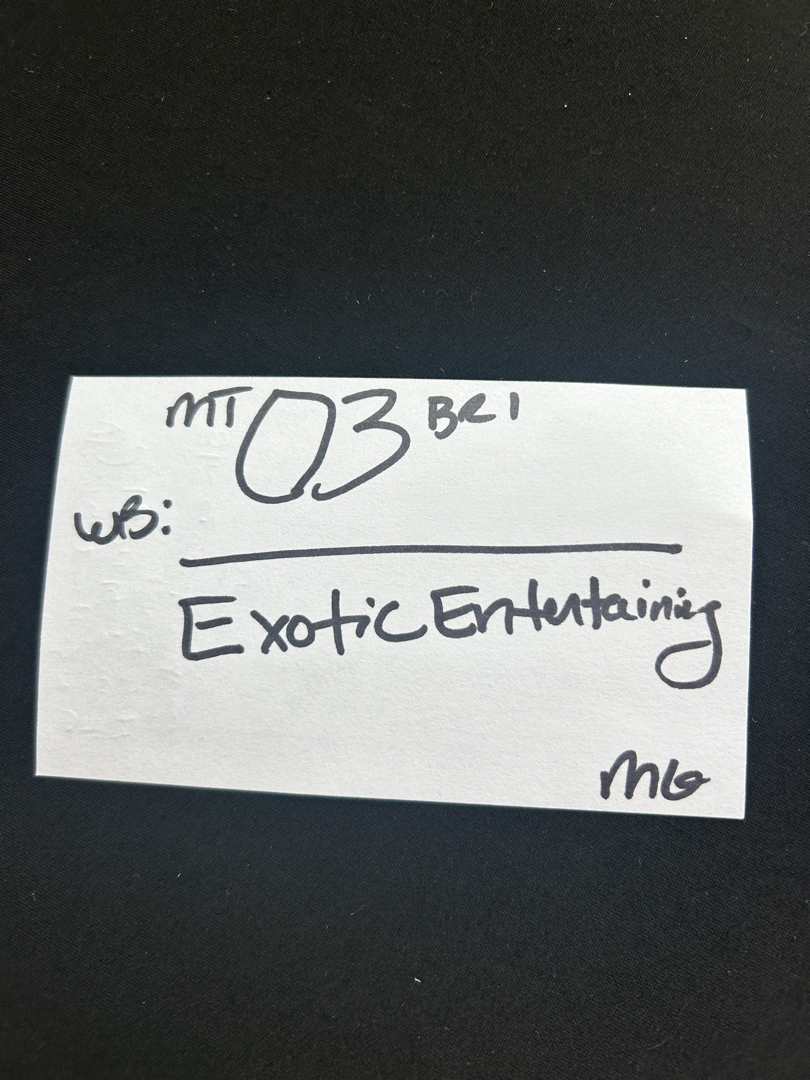 MT 03 BR1
WB:
Exotic Entertaining
MG